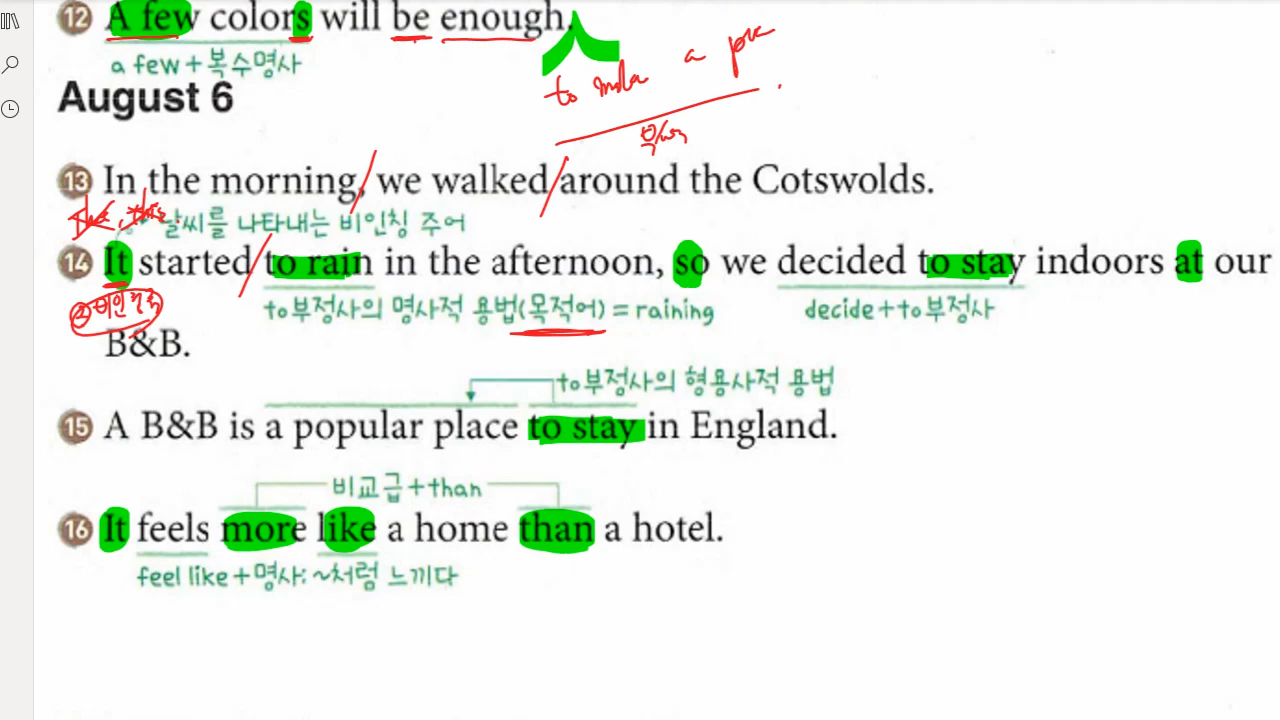 12 A few colors will be enough.
a few + 복수명사
to make a
August 6
13 In the morning, we walked around the Cotswolds.
날씨를 나타내는 비인칭 주어
14 It started to rain in the afternoon, so we decided to stay indoors at our
to부정사의 명사적 용법(목적어) = raining
decide + to부정사
B&B.
to부정사의 형용사적 용법
15 A B&B is a popular place to stay in England.
비교급 + than
16 It feels more like a home than a hotel.
feel like + 명사: ~처럼 느끼다